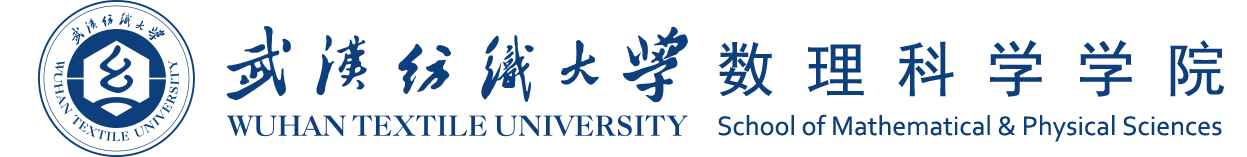 武漢纺織大学
WUHAN TEXTILE UNIVERSITY
武漢纺織大學
WUHAN TEXTILE UNIVERSITY
数理科学学院
School of Mathematical & Physical Sciences